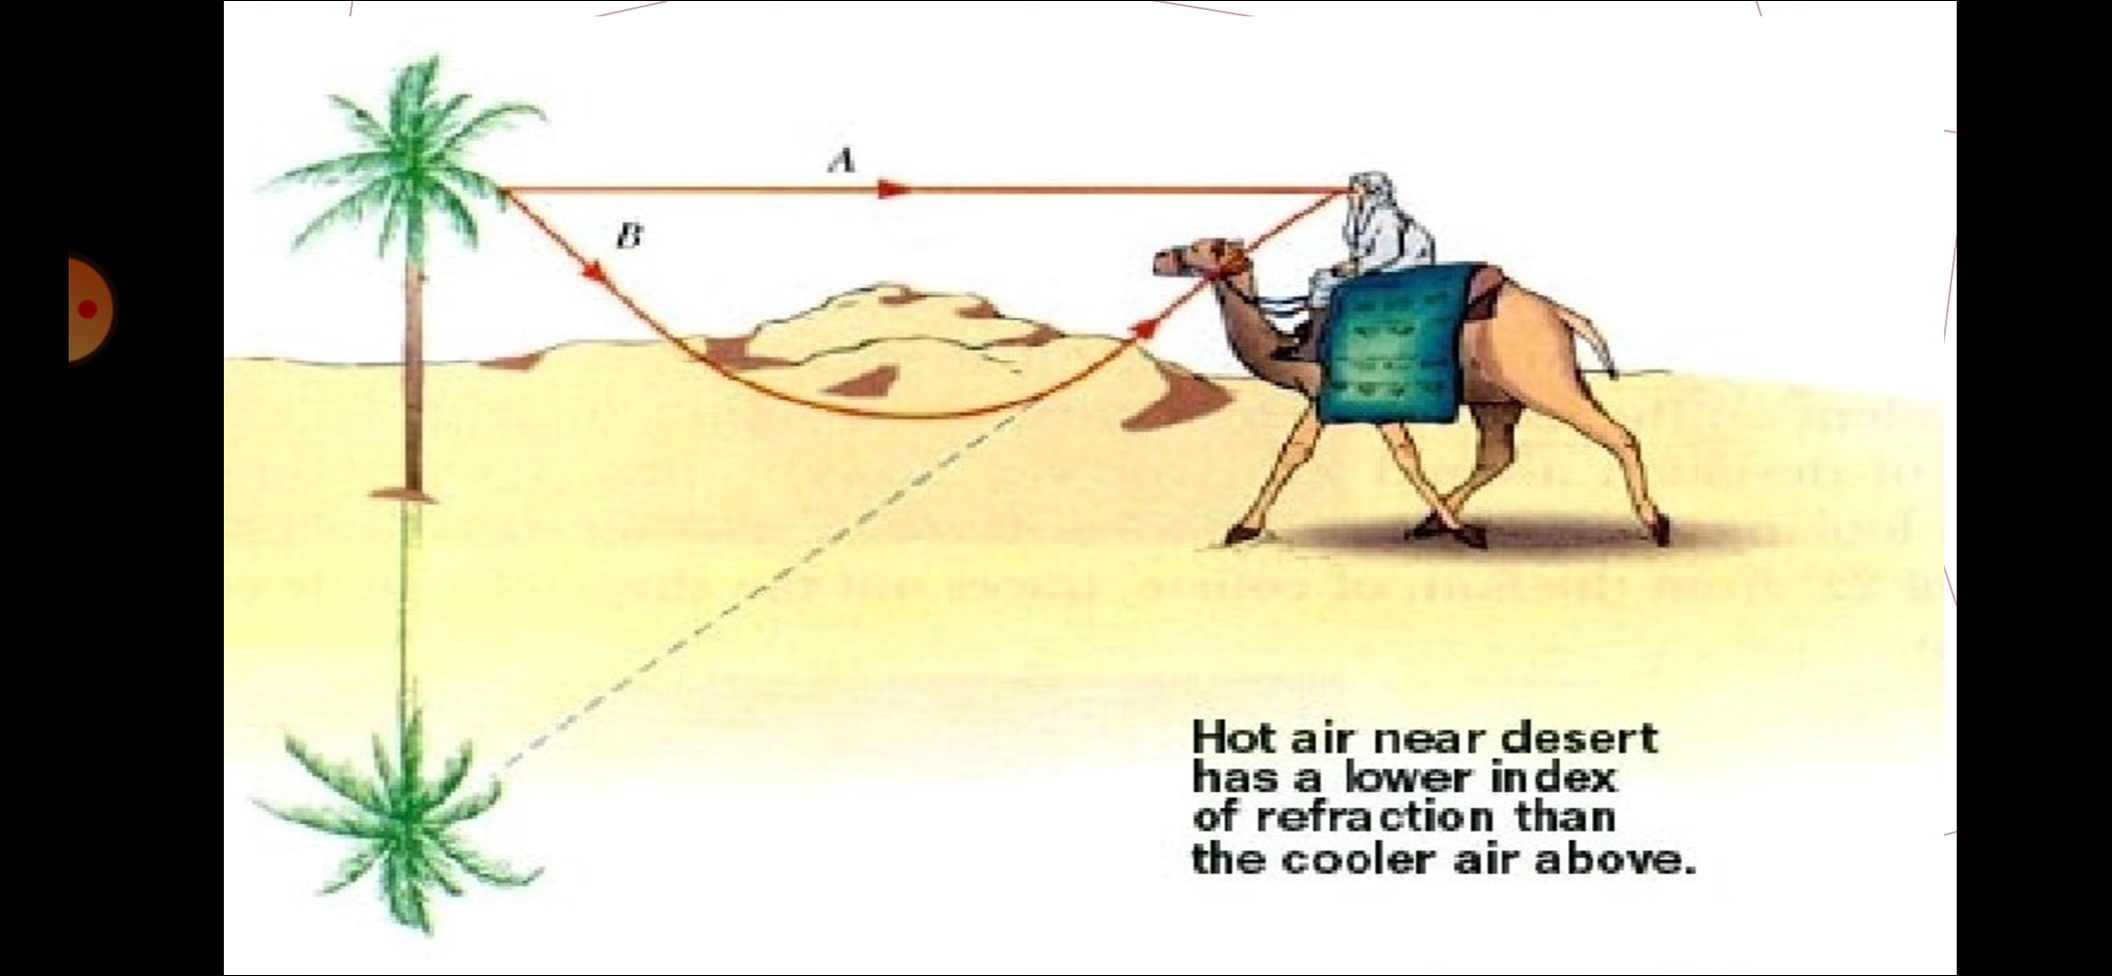 A
B
Hot air near desert
has a lower index
of refraction than
the cooler air above.